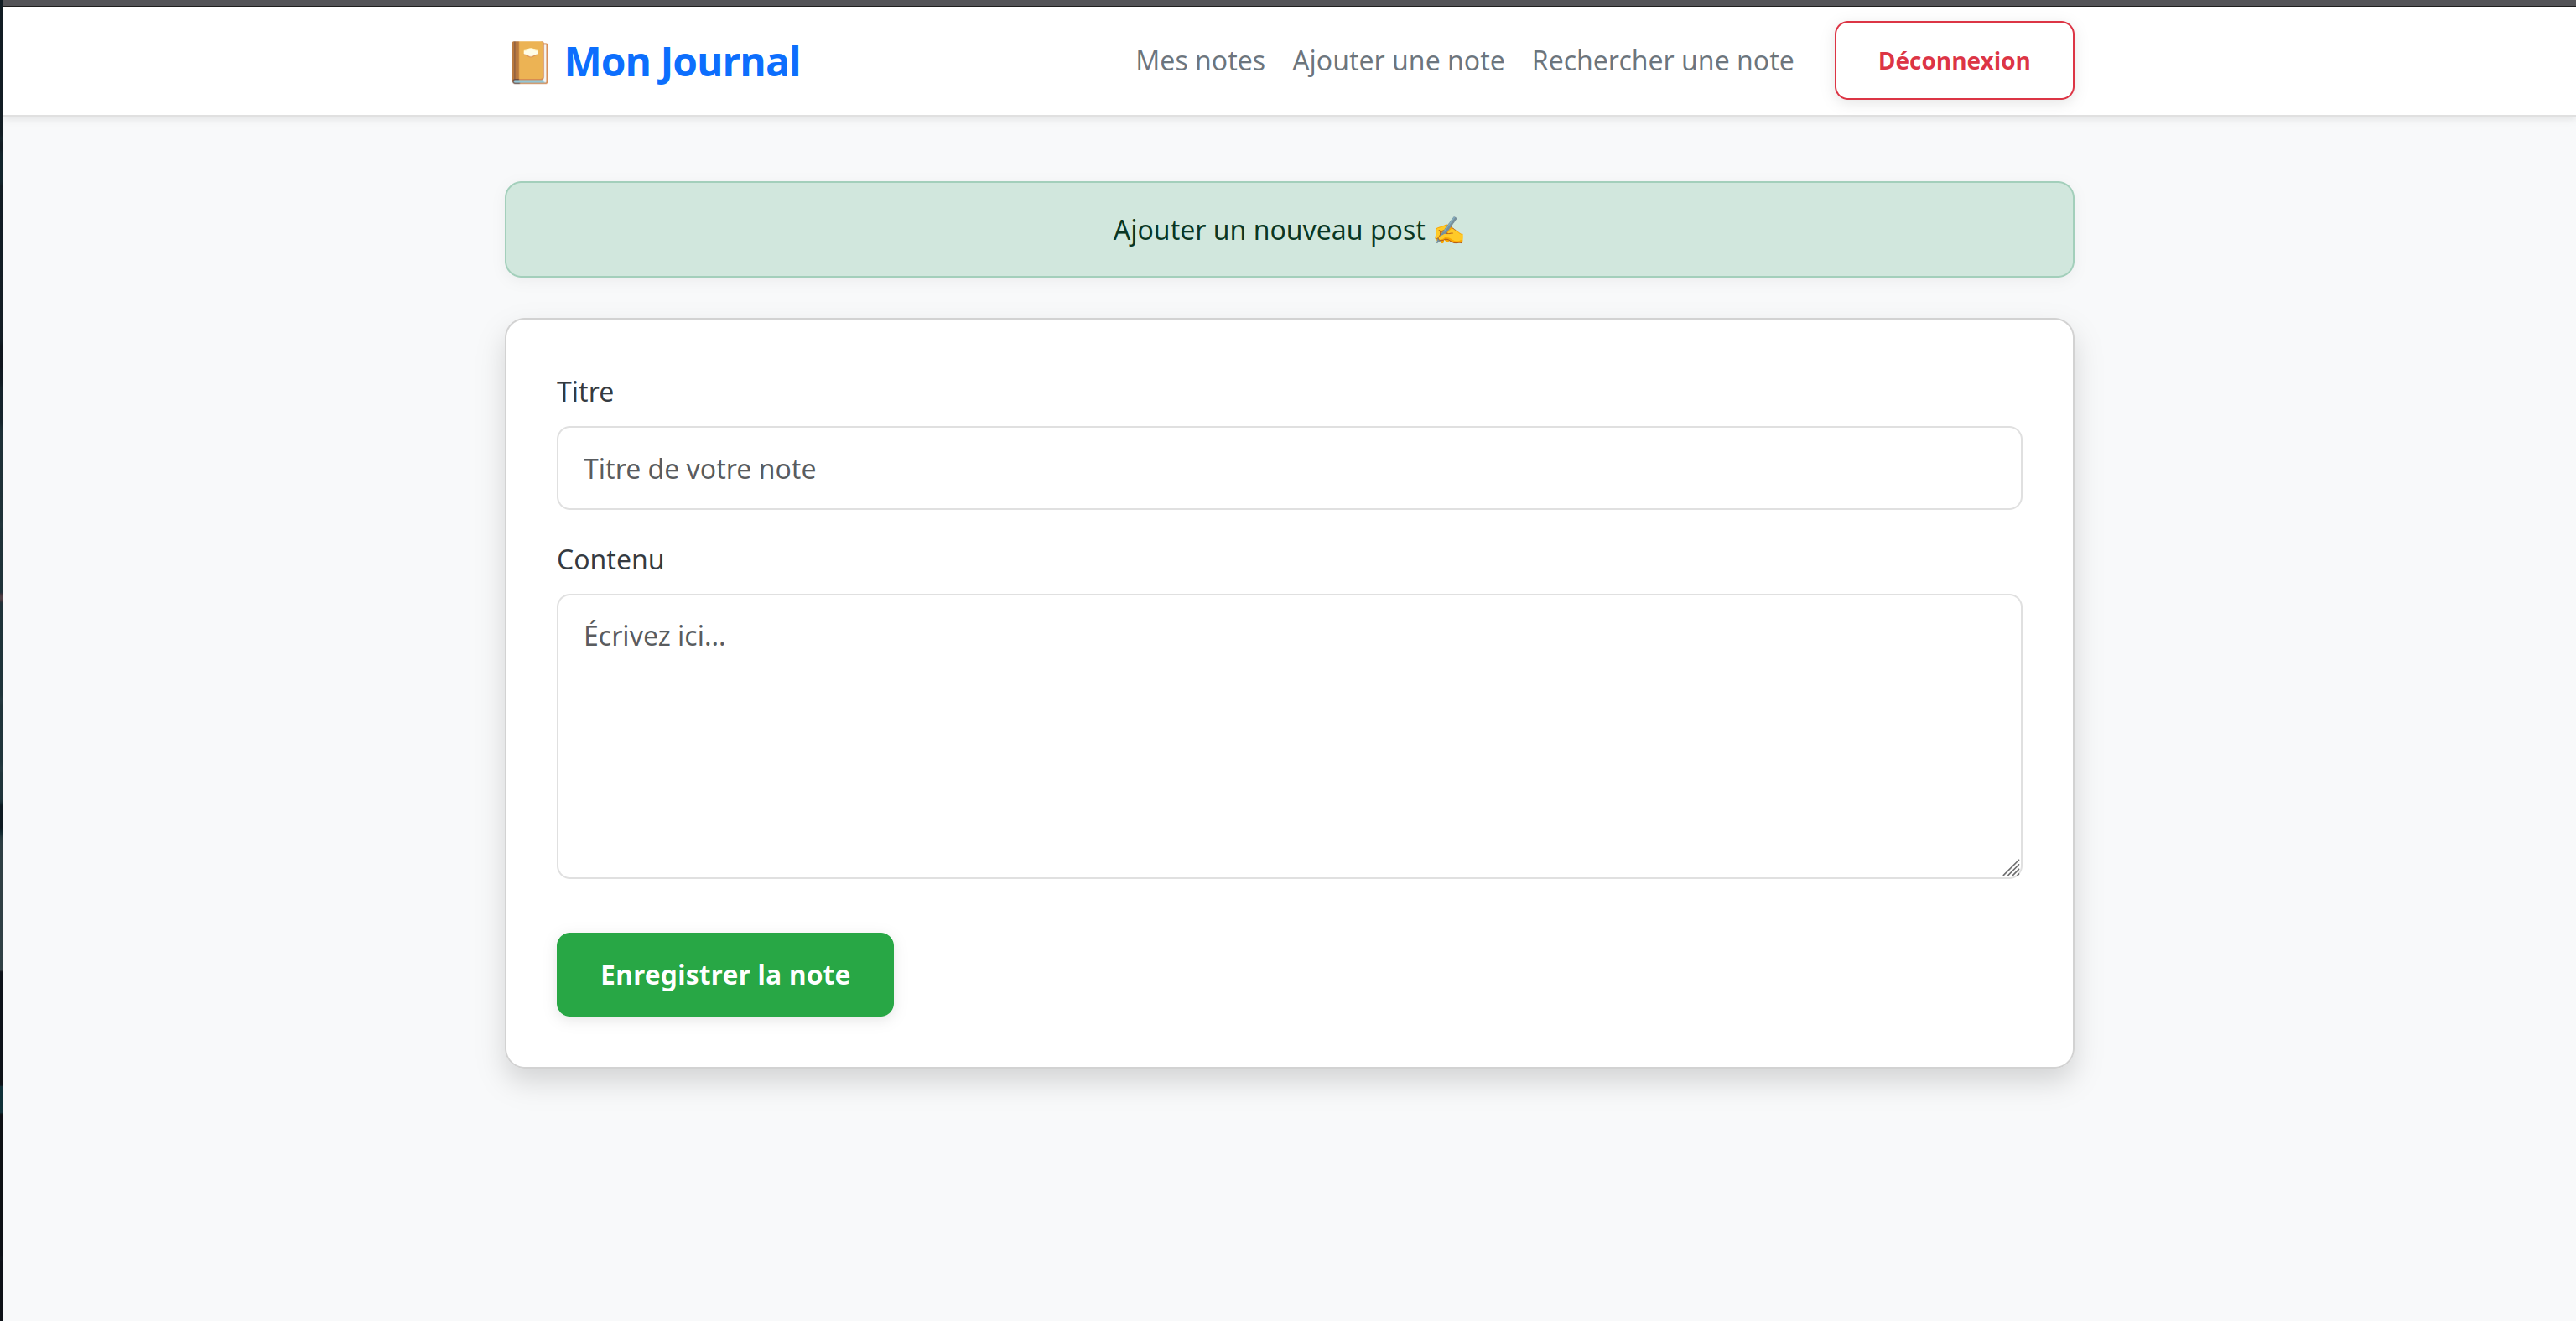 📔 Mon Journal
Mes notes
Ajouter une note
Rechercher une note
Déconnexion
Ajouter un nouveau post ✍️
Titre
Titre de votre note
Contenu
Écrivez ici...
Enregistrer la note